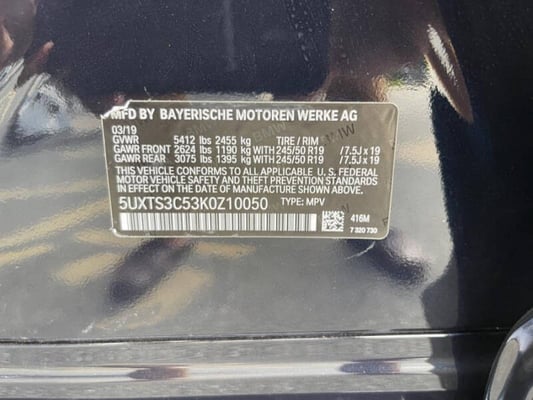 MFD BY BAYERISCHE MOTOREN WERKE AG
03/19
GVWR 5412 lbs 2455 kg TIRE / RIM
GAWR FRONT 2624 lbs 1190 kg WITH 245/50 R19 /7.5J x 19
GAWR REAR 3075 lbs 1395 kg WITH 245/50 R19 /7.5J x 19
THIS VEHICLE CONFORMS TO ALL APPLICABLE U.S. FEDERAL MOTOR VEHICLE
SAFETY, BUMPER, AND THEFT PREVENTION STANDARDS IN EFFECT ON THE
DATE OF MANUFACTURE SHOWN ABOVE.
5UXTS3C53K0Z10050 TYPE: MPV
416M
7 320 730